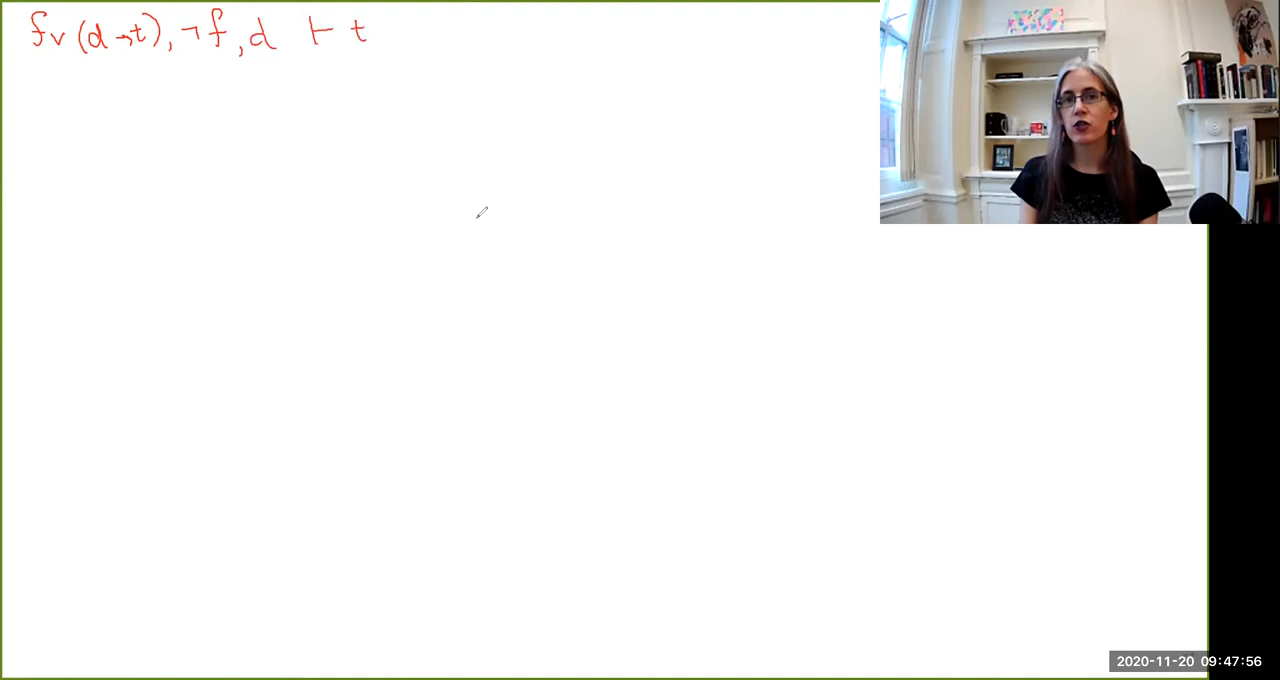 f ∨ (d → t), ¬f, d ⊢ t
2020-11-20 09:47:56